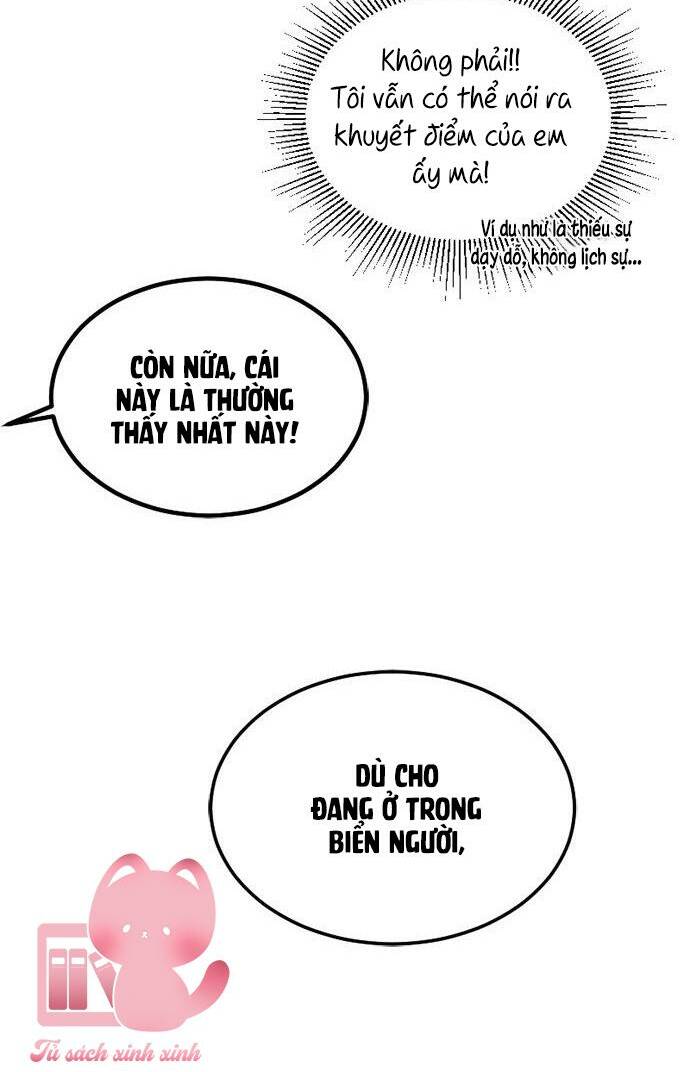 Không phải!!
Tôi vẫn có thể nói ra
khuyết điểm của em
ấy mà!
Ví dụ như là thiếu sự
dạy dỗ, không lịch sự...
CÒN NỮA, CÁI
NÀY LÀ THƯỜNG
THẤY NHẤT NÀY!
DÙ CHO
ĐANG Ở TRONG
BIỂN NGƯỜI,
Tủ sách xinh xinh